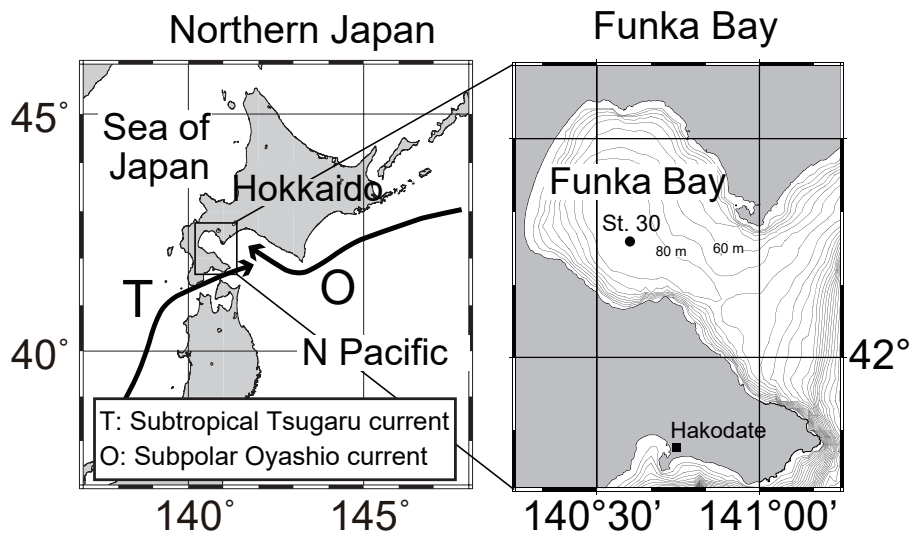 Northern Japan
Funka Bay
45°
Sea of
Japan
Hokkaido
T
O
N Pacific
40°
T: Subtropical Tsugaru current
O: Subpolar Oyashio current
140°
145°
Funka Bay
St. 30
80 m
60 m
42°
Hakodate
140°30'
141°00'